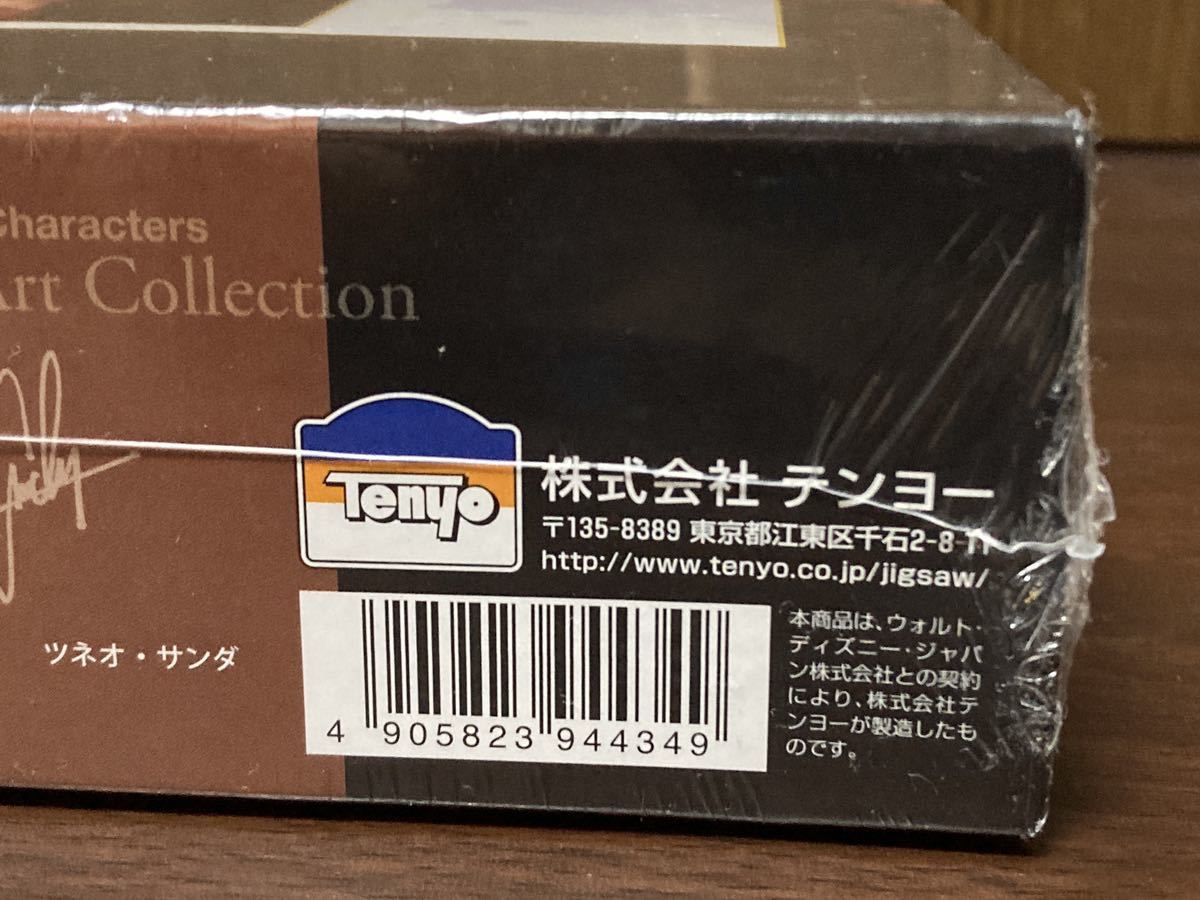 Characters
Art Collection
Tenyo
株式会社 テンヨー
〒135-8389 東京都江東区千石2-8-11
http://www.tenyo.co.jp/jigsaw/
ツネオ・サンダ
4 905823 944349
本商品は、ウォルト・
ディズニー・ジャパ
ン株式会社との契約
により、株式会社テ
ンヨーが製造したも
のです。